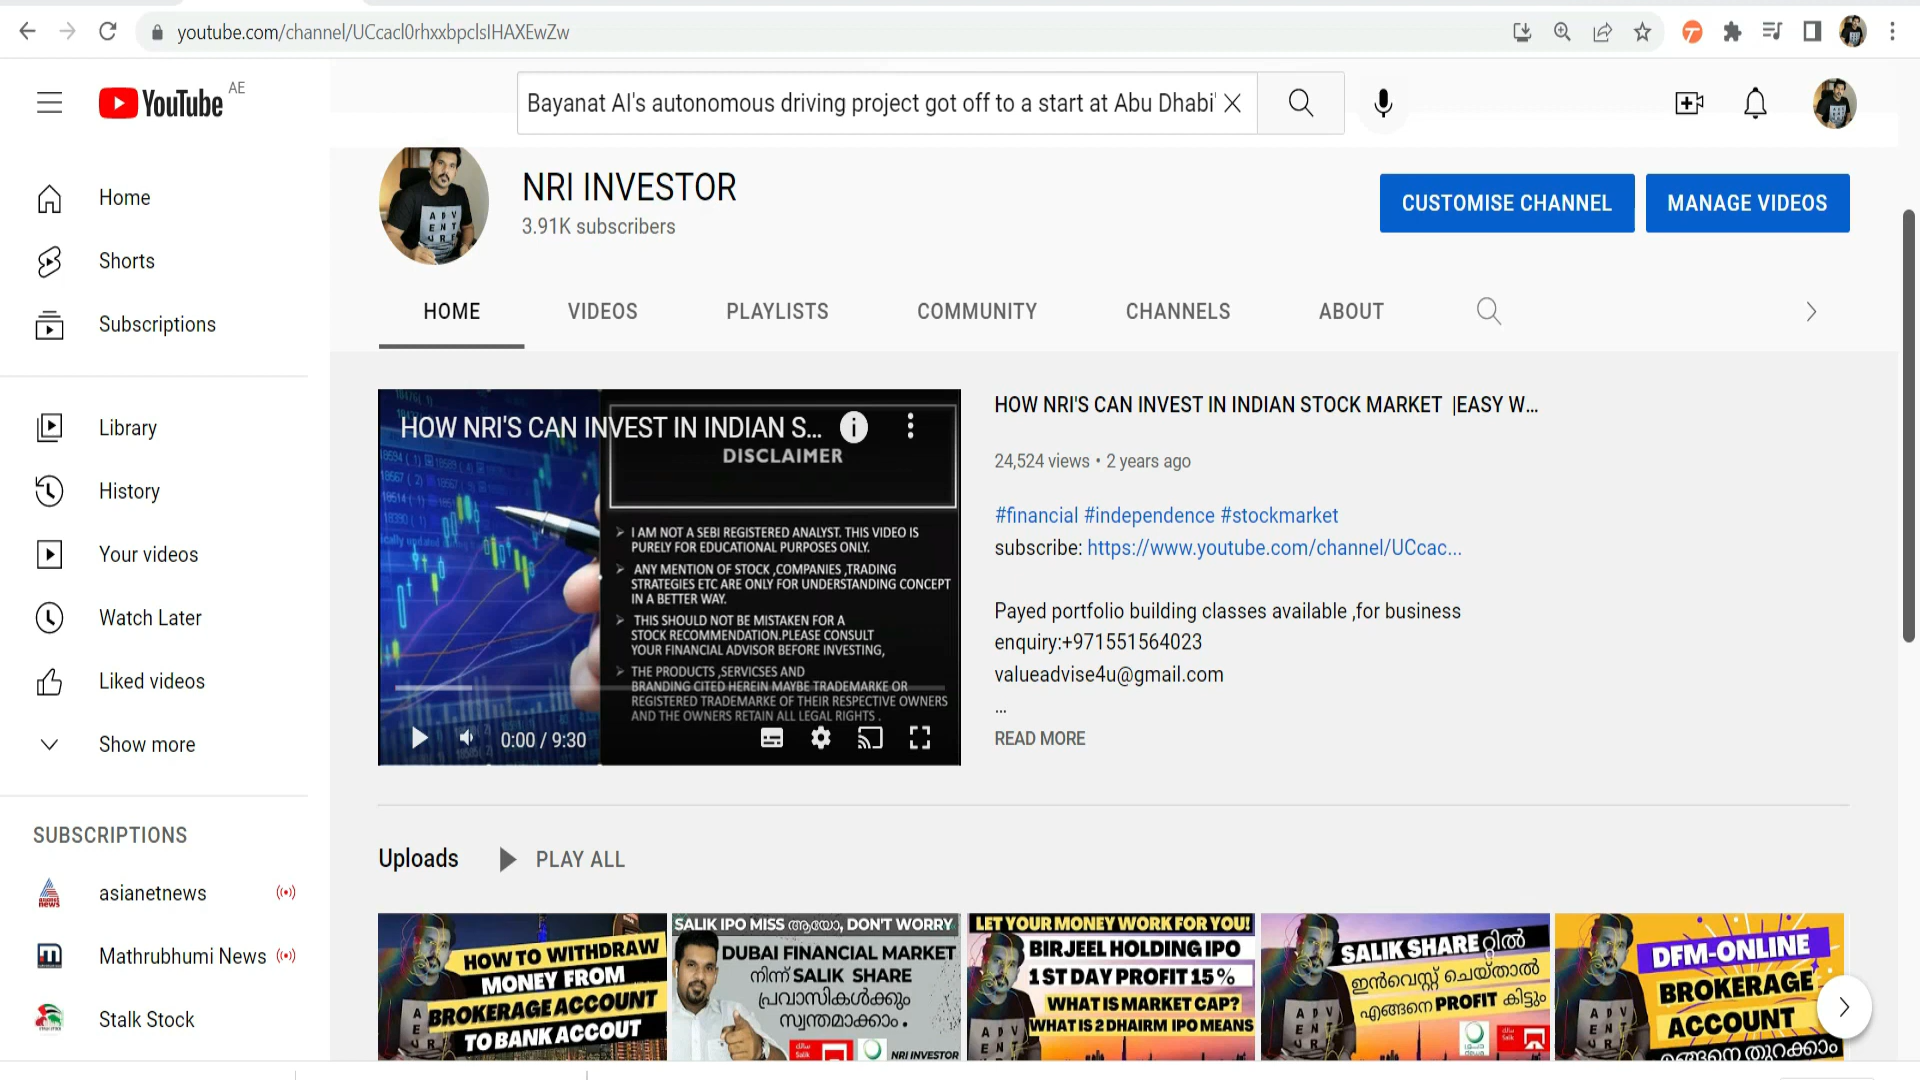 youtube.com/channel/UCcacl0rhxxbpclsIHAXEwZw
YouTube AE
Bayanat AI's autonomous driving project got off to a start at Abu Dhabi'
Home
Shorts
Subscriptions
Library
History
Your videos
Watch Later
Liked videos
Show more
SUBSCRIPTIONS
asianetnews
Mathrubhumi News
Stalk Stock
NRI INVESTOR
3.91K subscribers
CUSTOMISE CHANNEL
MANAGE VIDEOS
HOME VIDEOS PLAYLISTS COMMUNITY CHANNELS ABOUT
HOW NRI'S CAN INVEST IN INDIAN S...
DISCLAIMER
I AM NOT A SEBI REGISTERED ANALYST. THIS VIDEO IS
PURELY FOR EDUCATIONAL PURPOSES ONLY.
ANY MENTION OF STOCK ,COMPANIES ,TRADING
STRATEGIES ETC ARE ONLY FOR UNDERSTANDING CONCEPT
IN A BETTER WAY.
THIS SHOULD NOT BE MISTAKEN FOR A
STOCK RECOMMENDATION.PLEASE CONSULT
YOUR FINANCIAL ADVISOR BEFORE INVESTING,
THE PRODUCTS ,SERVICSES AND
BRANDING CITED HEREIN MAYBE TRADEMARKE OR
REGISTERED TRADEMARKE OF THEIR RESPECTIVE OWNERS
AND THE OWNERS RETAIN ALL LEGAL RIGHTS .
0:00 / 9:30
HOW NRI'S CAN INVEST IN INDIAN STOCK MARKET |EASY W...
24,524 views • 2 years ago
#financial #independence #stockmarket
subscribe: https://www.youtube.com/channel/UCcac...
Payed portfolio building classes available ,for business
enquiry:+971551564023
valueadvise4u@gmail.com
...
READ MORE
Uploads PLAY ALL
HOW TO WITHDRAW
MONEY FROM
BROKERAGE ACCOUNT
TO BANK ACCOUT
SALIK IPO MISS ആയോ, DON'T WORRY
DUBAI FINANCIAL MARKET
നിന്ന് SALIK SHARE
പ്രവാസികൾക്കും
സ്വന്തമാക്കാം .
NRI INVESTOR
LET YOUR MONEY WORK FOR YOU!
BIRJEEL HOLDING IPO
1 ST DAY PROFIT 15 %
WHAT IS MARKET CAP?
WHAT IS 2 DHAIRM IPO MEANS
SALIK SHARE റ്റിൽ
ഇൻവെസ്റ്റ് ചെയ്താൽ
എങ്ങനെ PROFIT കിട്ടും
DFM-ONLINE
BROKERAGE
ACCOUNT
എങ്ങനെ തുറക്കാം